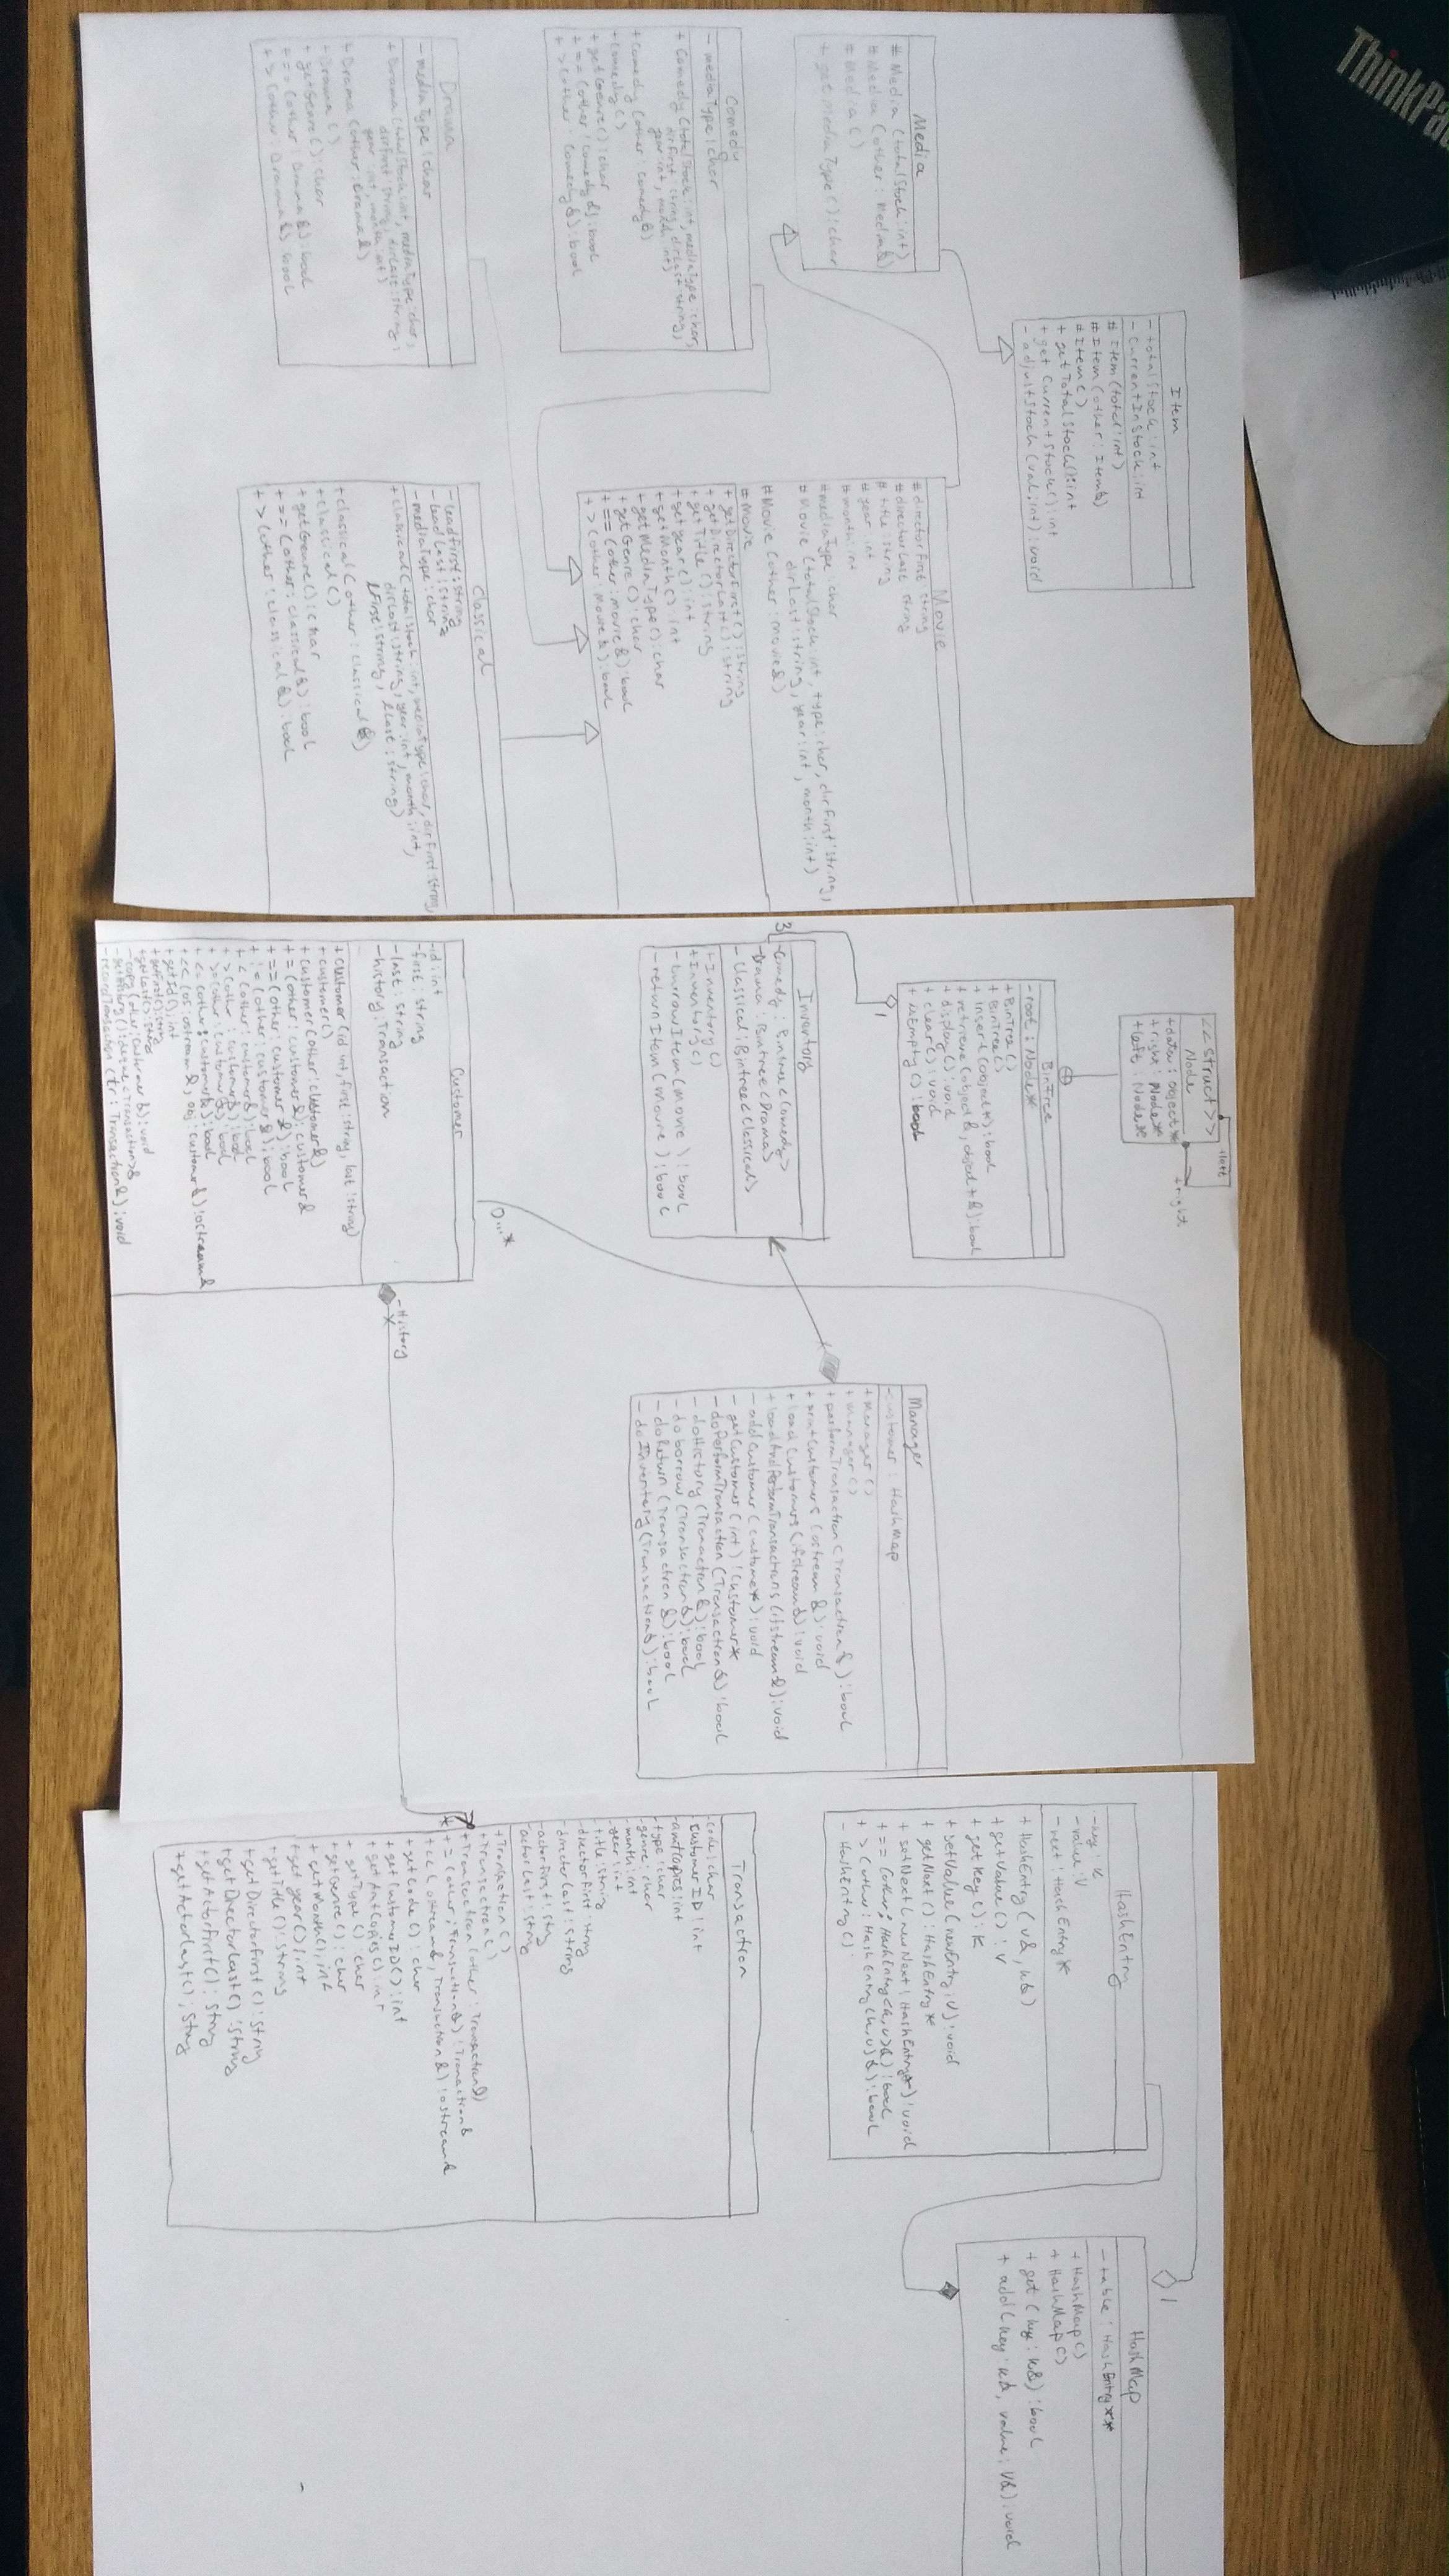 ThinkPa
Item
- totalStock : int
- currentInStock : int
# Item (total : int)
# Item (other : Item&)
# Item ()
+ getTotalStock() : int
+ get CurrentStock() : int
- adjustStock (val : int) : void
Media
# Media (totalStock : int)
# Media (other : Media&)
# Media ()
+ getMediaType () : char
Movie
# directorFirst : string
# directorLast : string
# title : string
# year : int
# month : int
# mediaType : char
# Movie (totalStock : int, type : char, dirFirst : string,
dirLast : string, year : int, month : int)
# Movie (other : movie&)
# Movie
+ getDirectorFirst () : string
+ getDirectorLast () : string
+ getTitle () : string
+ getYear () : int
+ getMonth () : int
+ getMediaType () : char
+ getGenre () : char
+ == (other : movie&) : bool
+ > (other : Movie&) : bool
Comedy
- mediaType : char
+ Comedy (totalStock : int, mediaType : char,
dirFirst : string, dirLast : string,
year : int, month : int)
+ Comedy (other : Comedy&)
+ Comedy ()
+ getGenre () : char
+ == (other : Comedy&) : bool
+ > (other : Comedy&) : bool
Drama
- mediaType : char
+ Drama (totalStock : int, mediaType : char,
dirFirst : string, dirLast : string,
year : int, month : int)
+ Drama (other : Drama&)
+ Drama ()
+ getGenre () : char
+ == (other : Drama&) : bool
+ > (other : Drama&) : bool
Classical
- leadFirst : string
- leadLast : string
- mediaType : char
+ classical (totalStock : int, mediaType : char, dirFirst : string,
dirLast : string, year : int, month : int,
lFirst : string, lLast : string)
+ classical (other : classical&)
+ classical ()
+ getGenre () : char
+ == (other : classical&) : bool
+ > (other : classical&) : bool
<<struct>>
Node
+ data : object*
+ right : Node*
+ left : Node*
+left
+right
BinTree
- root : Node*
+ BinTree ()
+ BinTree ()
+ insert (object*) : bool
+ retrieve (object&, object*&) : bool
+ display () : void
+ clear () : void
+ isEmpty () : bool
1
3
Inventory
- Comedy : Bintree<Comedy>
- Drama : Bintree<Drama>
- Classical : Bintree<Classical>
+ Inventory ()
+ Inventory ()
- borrowItem (movie) : bool
- returnItem (movie) : bool
Manager
- customer : HashMap
+ Manager ()
+ Manager ()
+ performTransaction (Transaction&) : bool
+ printCustomers (ostream&) : void
+ loadCustomers (ifstream&) : void
+ loadAndPerformTransactions (ifstream&) : void
- addCustomer (customer*) : void
- getCustomer (int) : Customer*
- doPerformTransaction (Transaction&) : bool
- doHistory (Transaction&) : bool
- doBorrow (Transaction&) : bool
- doReturn (Transaction&) : bool
- doInventory (Transaction&) : bool
Customer
- id : int
- first : string
- last : string
- history : Transaction
+ customer (id : int, first : string, last : string)
+ customer ()
+ customer (other : customer&)
+ = (other : customer&) : customer&
+ == (other : customer&) : bool
+ != (other : customer&) : bool
+ < (other : customer&) : bool
+ > (other : customer&) : bool
+ >= (other : customer&) : bool
+ <= (other : customer&) : bool
+ << (os : ostream&, obj : customer&) : ostream&
+ getId () : int
+ getFirst () : string
+ getLast () : string
- copy (other : customer&) : void
- getHistory () : deque<Transaction>&
- recordTransaction (tr : Transaction&) : void
0...*
- History
*
HashEntry
- key : K
- value : V
- next : HashEntry*
+ HashEntry (V&, K&)
+ getValue () : V
+ getKey () : K
+ setValue (newEntry : V) : void
+ getNext () : HashEntry*
+ setNext (newNext : HashEntry*) : void
+ == (other : HashEntry<K,V>&) : bool
+ > (other : HashEntry<K,V>&) : bool
- HashEntry ()
HashMap
- table : HashEntry**
+ HashMap ()
+ HashMap ()
+ get (key : K&) : bool
+ add (key : K&, value : V&) : void
1
Transaction
- code : char
- customerID : int
- amtCopies : int
- type : char
- genre : char
- month : int
- year : int
- title : string
- directorFirst : string
- directorLast : string
- actorFirst : string
- actorLast : string
+ Transaction ()
+ Transaction ()
+ Transaction (other : Transaction&)
+ = (other : Transaction&) : Transaction&
+ << (ostream&, Transaction&) : ostream&
+ getCode () : char
+ getCustomerID () : int
+ getAmtCopies () : int
+ getType () : char
+ getGenre () : char
+ getMonth () : int
+ getYear () : int
+ getTitle () : string
+ getDirectorFirst () : string
+ getDirectorLast () : string
+ getActorFirst () : string
+ getActorLast () : string